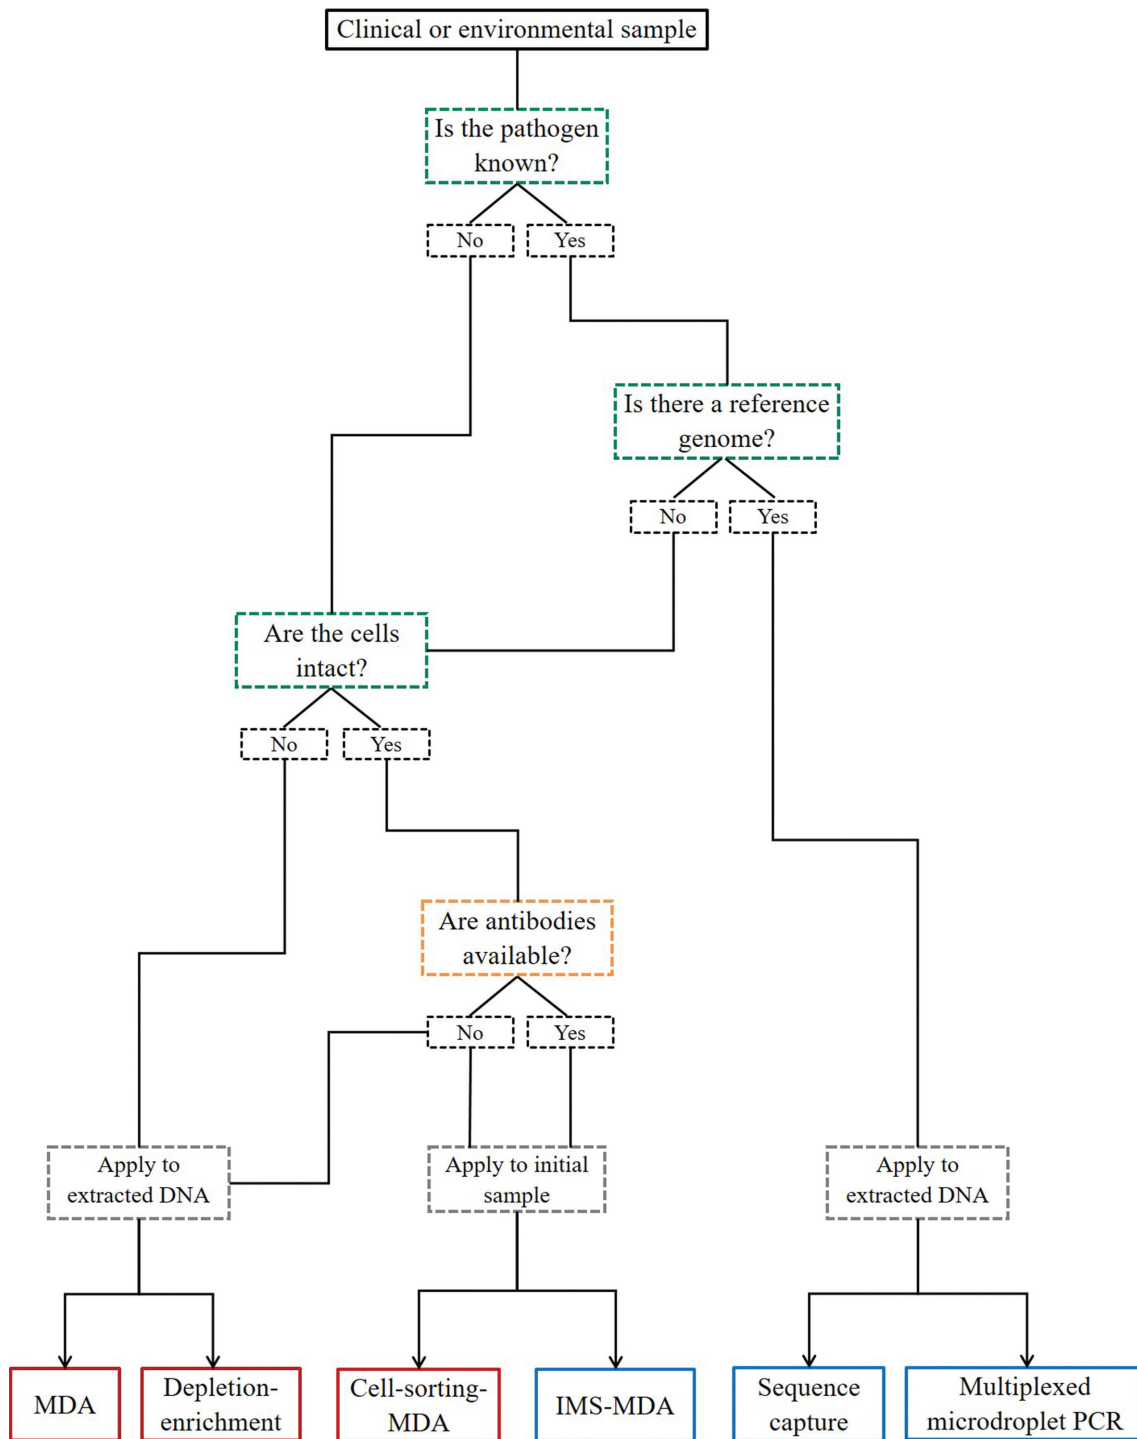 Clinical or environmental sample
Is the pathogen
known?
No
Yes
Is there a reference
genome?
No
Yes
Are the cells
intact?
No
Yes
Are antibodies
available?
No
Yes
Apply to
extracted DNA
Apply to initial
sample
Apply to
extracted DNA
MDA
Depletion-
enrichment
Cell-sorting-
MDA
IMS-MDA
Sequence
capture
Multiplexed
microdroplet PCR